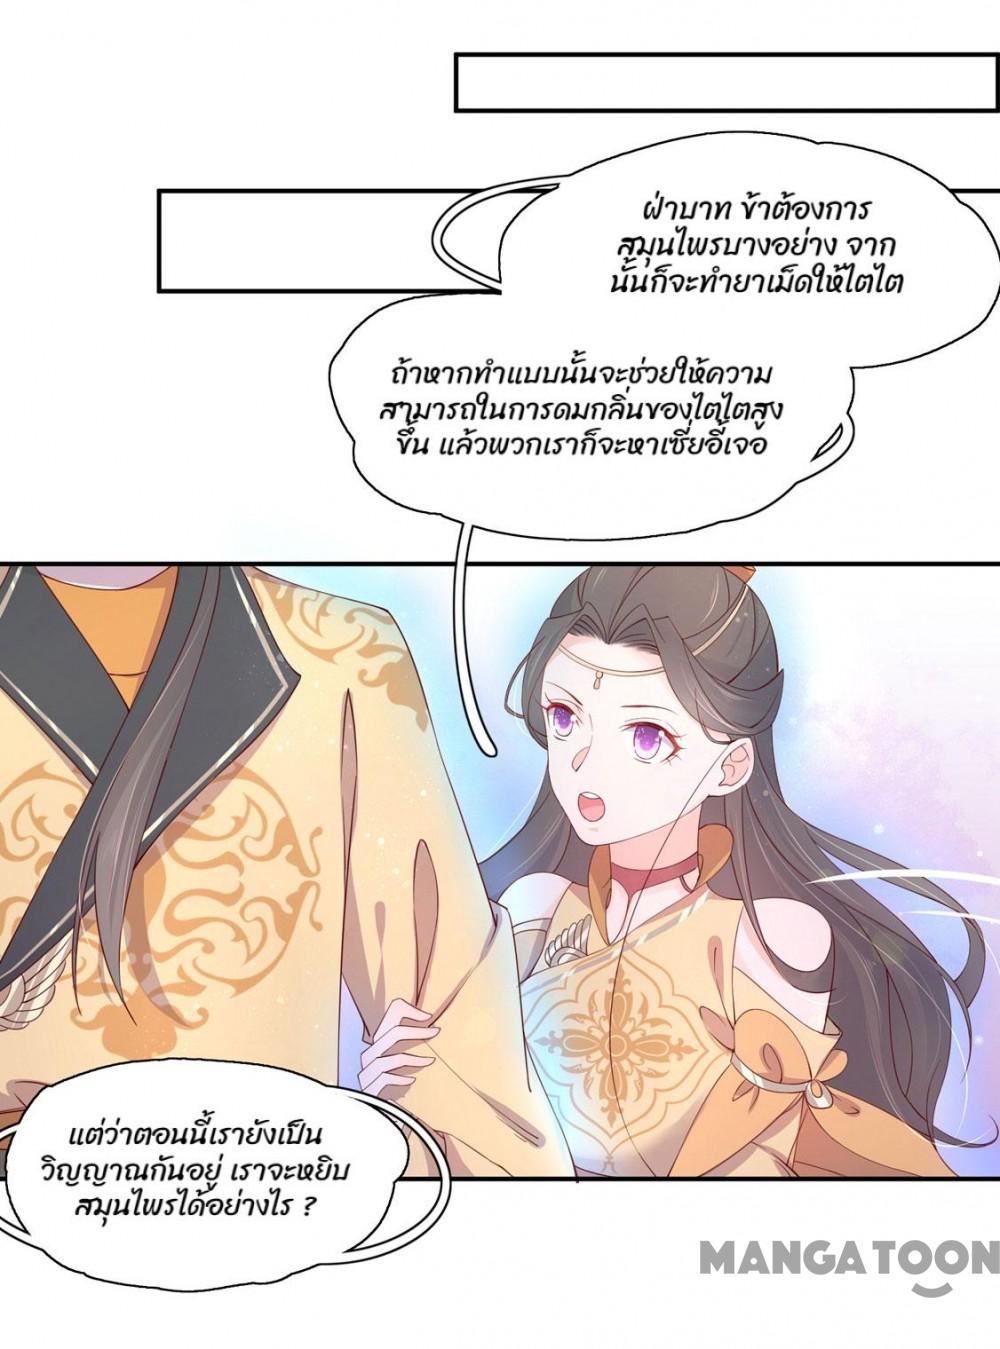 ฝ่าบาท ข้าต้องการ
สมุนไพรบางอย่าง จาก
นั้นก็จะทำยาเม็ดให้ไตไต
ถ้าหากทำแบบนั้นจะช่วยให้ความ
สามารถในการดมกลิ่นของไตไตสูง
ขึ้น แล้วพวกเราก็จะหาเซี่ยอี้เจอ
แต่ว่าตอนนี้เรายังเป็น
วิญญาณกันอยู่ เราจะหยิบ
สมุนไพรได้อย่างไร ?
MANGATOON